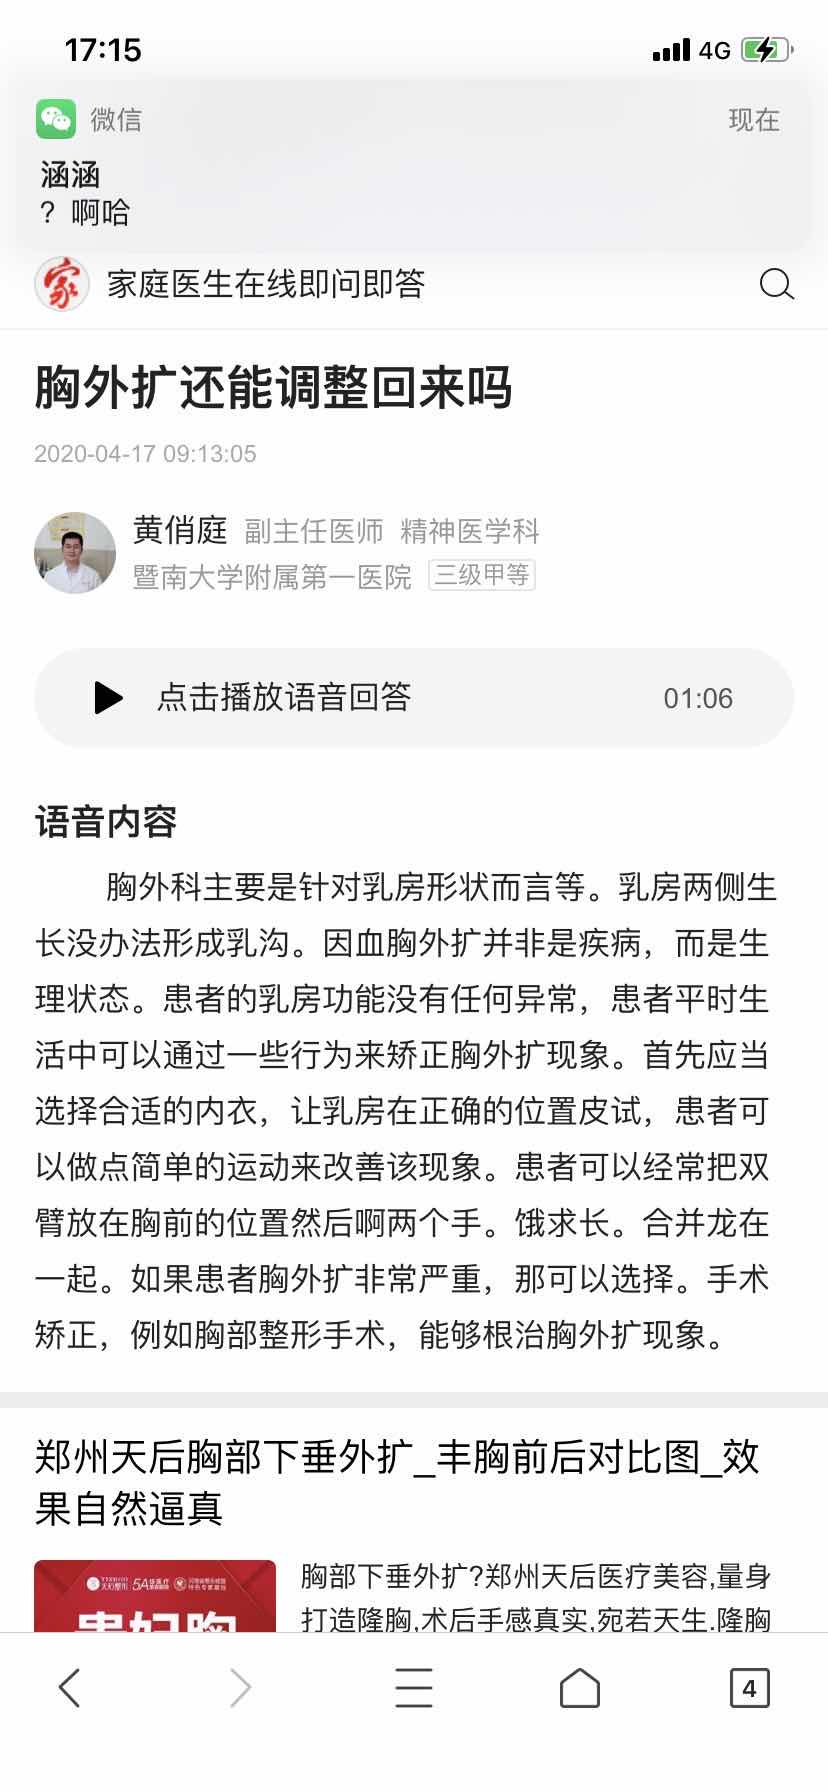 17:15
4G
微信
现在
涵涵
？啊哈
家庭医生在线即问即答
胸外扩还能调整回来吗
2020-04-17 09:13:05
黄俏庭 副主任医师 精神医学科
暨南大学附属第一医院 三级甲等
点击播放语音回答 01:06
语音内容
胸外科主要是针对乳房形状而言等。乳房两侧生
长没办法形成乳沟。因血胸外扩并非是疾病，而是生
理状态。患者的乳房功能没有任何异常，患者平时生
活中可以通过一些行为来矫正胸外扩现象。首先应当
选择合适的内衣，让乳房在正确的位置皮试，患者可
以做点简单的运动来改善该现象。患者可以经常把双
臂放在胸前的位置然后啊两个手。饿求长。合并龙在
一起。如果患者胸外扩非常严重，那可以选择。手术
矫正，例如胸部整形手术，能够根治胸外扩现象。
郑州天后胸部下垂外扩_丰胸前后对比图_效
果自然逼真
天后整形 5A
胸部下垂外扩?郑州天后医疗美容,量身
打造隆胸,术后手感真实,宛若天生.隆胸
4